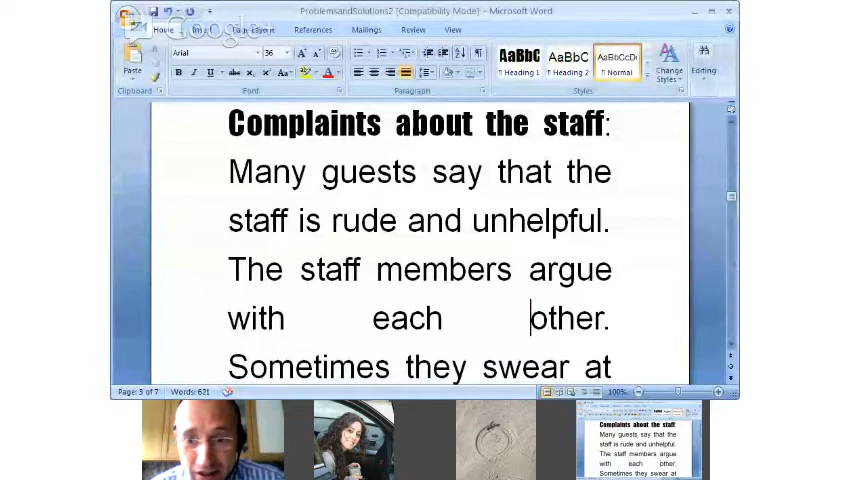 ProblemsandSolutions2 [Compatibility Mode] - Microsoft Word
Home Insert Page Layout References Mailings Review View
Arial 36
Paste
AaBbC AaBbC AaBbCcDc
Heading 1 Heading 2 Normal
Change Styles
Editing
Clipboard Font Paragraph Styles
Complaints about the staff:
Many guests say that the
staff is rude and unhelpful.
The staff members argue
with each other.
Sometimes they swear at
Page: 3 of 7 Words: 621 100%
Complaints about the staff
Many guests say that the
staff is rude and unhelpful.
The staff members argue
with each other.
Sometimes they swear at